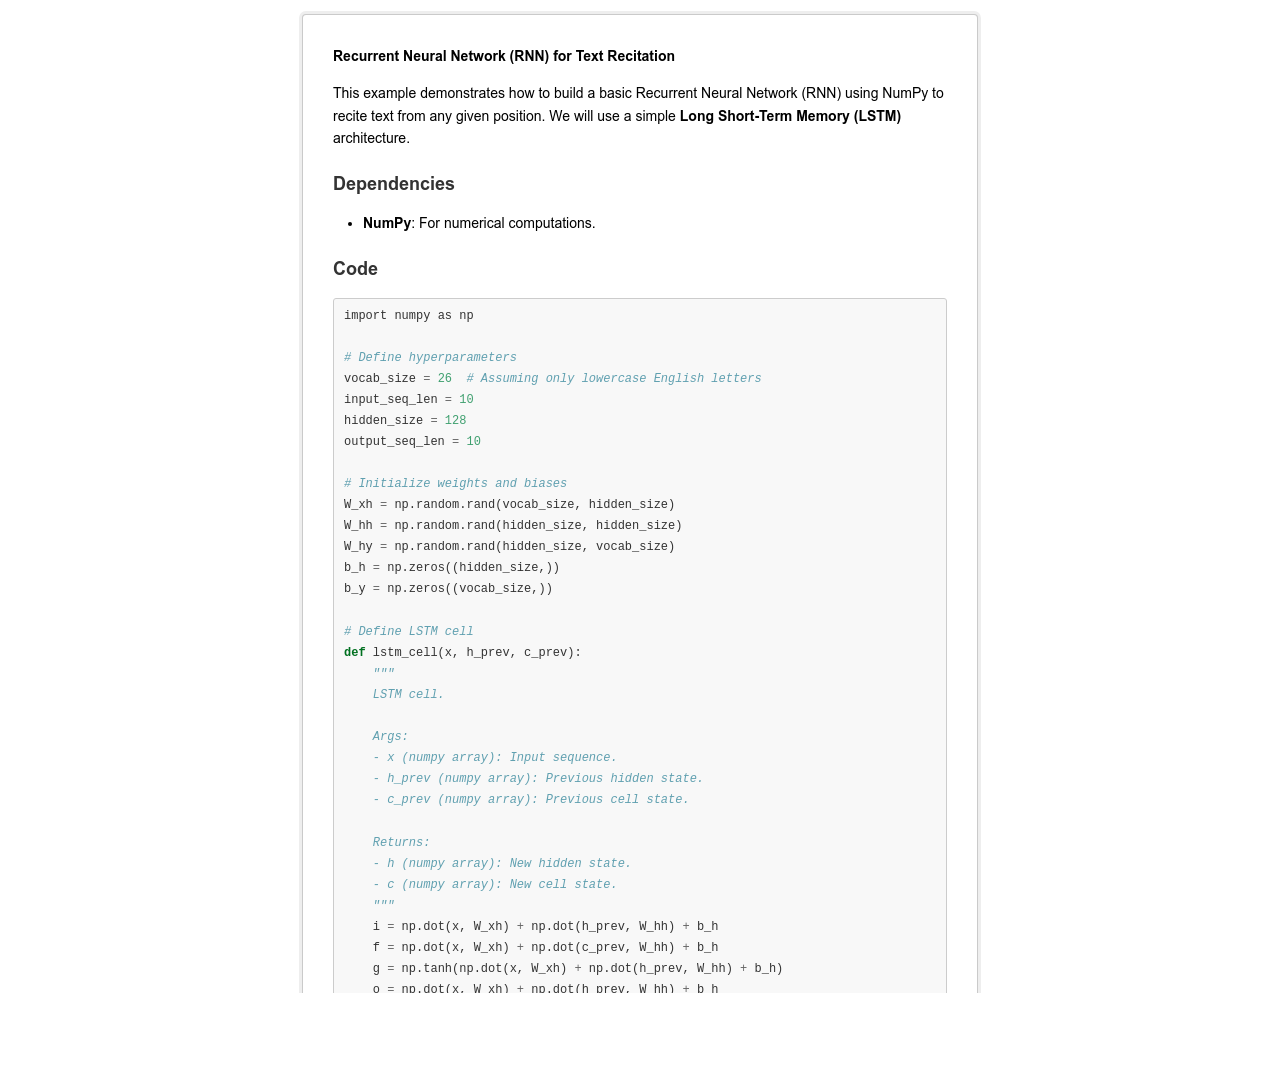 Recurrent Neural Network (RNN) for Text Recitation
This example demonstrates how to build a basic Recurrent Neural Network (RNN) using NumPy to
recite text from any given position. We will use a simple Long Short-Term Memory (LSTM)
architecture.
Dependencies
• NumPy: For numerical computations.
Code
import numpy as np
# Define hyperparameters
vocab_size = 26  # Assuming only lowercase English letters
input_seq_len = 10
hidden_size = 128
output_seq_len = 10
# Initialize weights and biases
W_xh = np.random.rand(vocab_size, hidden_size)
W_hh = np.random.rand(hidden_size, hidden_size)
W_hy = np.random.rand(hidden_size, vocab_size)
b_h = np.zeros((hidden_size,))
b_y = np.zeros((vocab_size,))
# Define LSTM cell
def lstm_cell(x, h_prev, c_prev):
    """
    LSTM cell.
    Args:
    - x (numpy array): Input sequence.
    - h_prev (numpy array): Previous hidden state.
    - c_prev (numpy array): Previous cell state.
    Returns:
    - h (numpy array): New hidden state.
    - c (numpy array): New cell state.
    """
    i = np.dot(x, W_xh) + np.dot(h_prev, W_hh) + b_h
    f = np.dot(x, W_xh) + np.dot(c_prev, W_hh) + b_h
    g = np.tanh(np.dot(x, W_xh) + np.dot(h_prev, W_hh) + b_h)
    o = np.dot(x, W_xh) + np.dot(h_prev, W_hh) + b_h